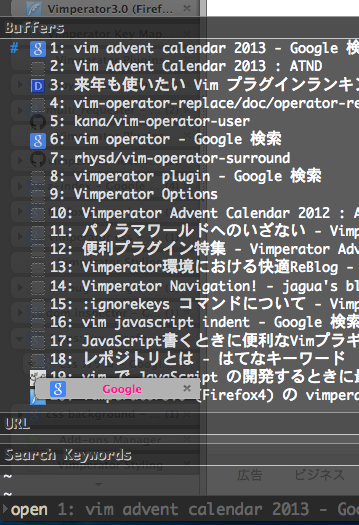 Vimperator3.0 (Firef...
Buffers
# 1: vim advent calendar 2013 - Google 検
2: Vim Advent Calendar 2013 : ATND
3: 来年も使いたい Vim プラグインランキン
4: vim-operator-replace/doc/operator-re
5: kana/vim-operator-user
6: vim operator - Google 検索
7: rhysd/vim-operator-surround
8: vimperator plugin - Google 検索
9: Vimperator Options
10: Vimperator Advent Calendar 2012 : A
11: パノラマワールドへのいざない - Vimp
12: 便利プラグイン特集 - Vimperator Adv
13: Vimperator環境における快適ReBlog - V
14: Vimperator Navigation! - jagua's bl
15: :ignorekeys コマンドについて - Vimp
16: vim javascript indent - Google 検索
17: JavaScript書くときに便利なVimプラギ
18: レポジトリとは - はてなキーワード
19: vim で JavaScript の開発するときに最
Google
(Firefox4) の vimpera
URL
Add-ons Manager
Search Keywords
Vimperator Styling
~
広告 ビジネス
~
open 1: vim advent calendar 2013 - Goo